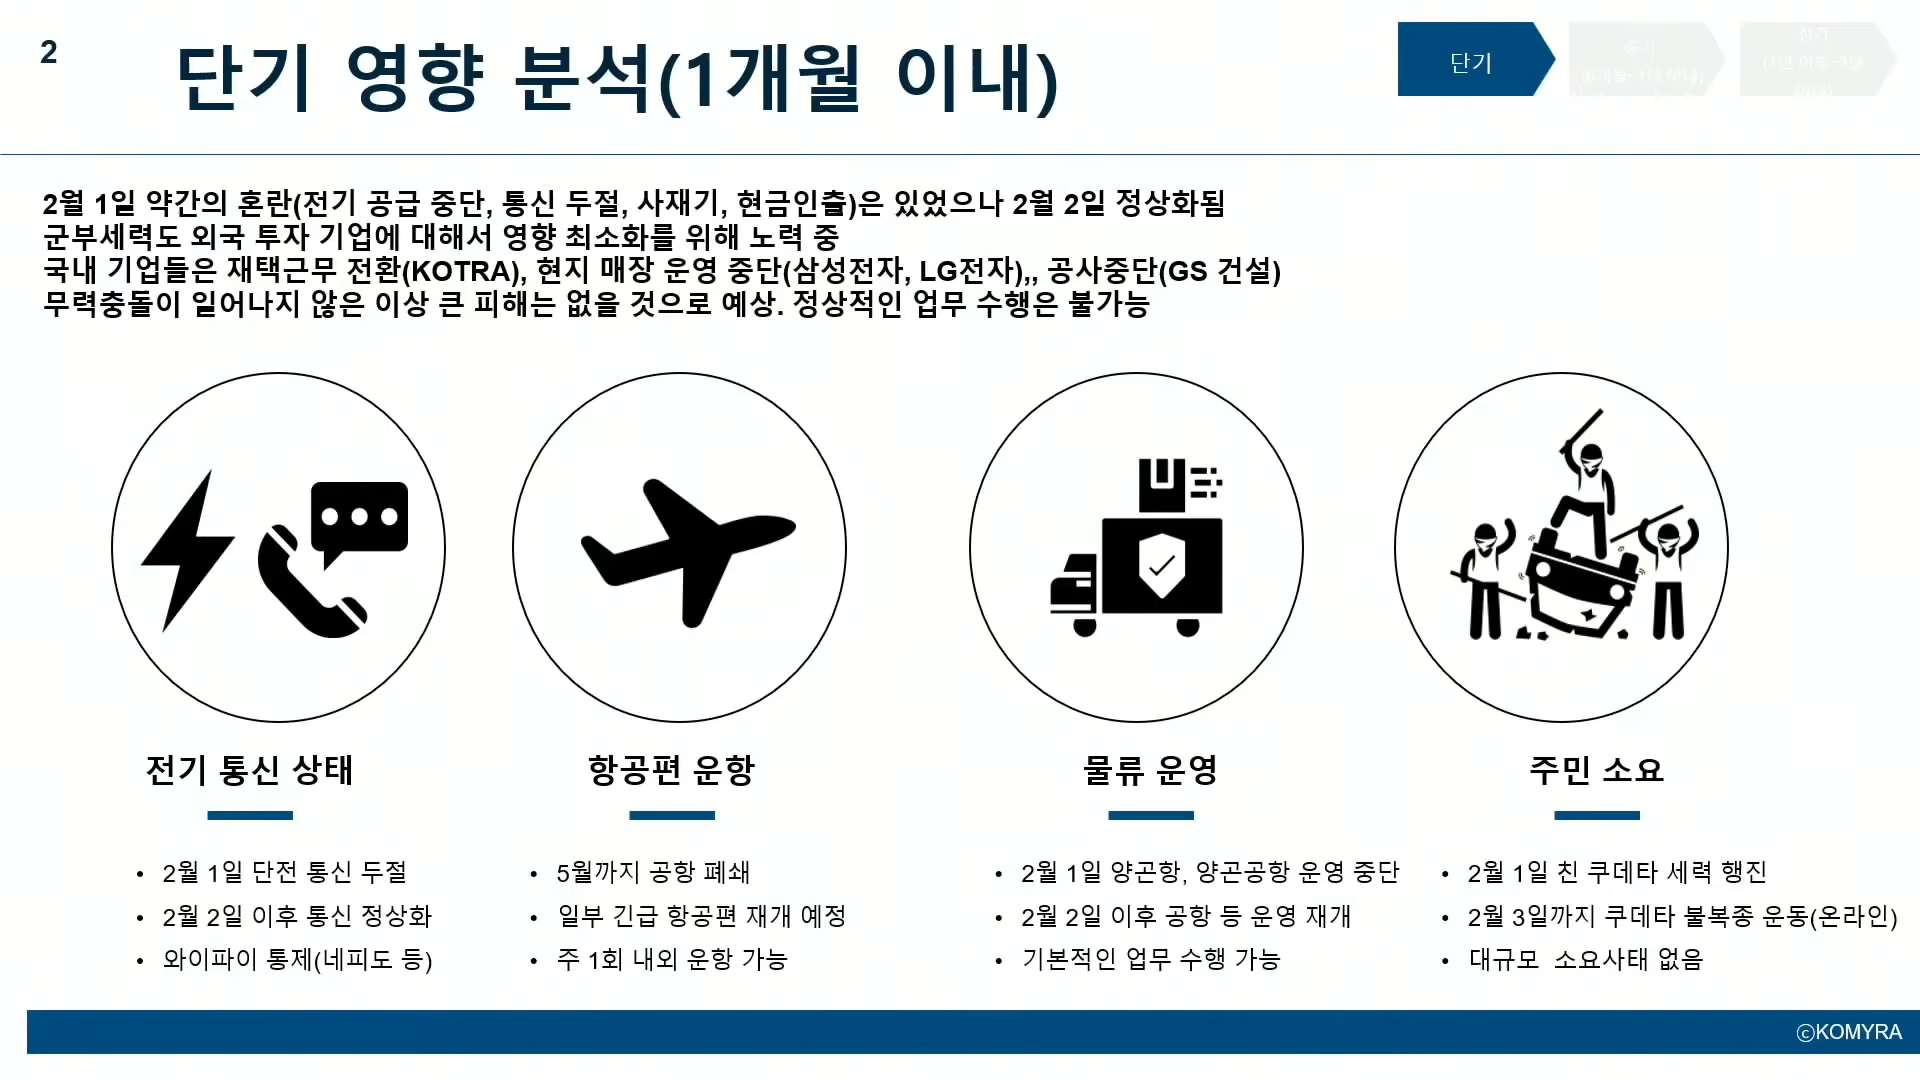 2
단기 영향 분석(1개월 이내)
단기
2월 1일 약간의 혼란(전기 공급 중단, 통신 두절, 사재기, 현금인출)은 있었으나 2월 2일 정상화됨
군부세력도 외국 투자 기업에 대해서 영향 최소화를 위해 노력 중
국내 기업들은 재택근무 전환(KOTRA), 현지 매장 운영 중단(삼성전자, LG전자),, 공사중단(GS 건설)
무력충돌이 일어나지 않은 이상 큰 피해는 없을 것으로 예상. 정상적인 업무 수행은 불가능
전기 통신 상태
• 2월 1일 단전 통신 두절
• 2월 2일 이후 통신 정상화
• 와이파이 통제(네피도 등)
항공편 운항
• 5월까지 공항 폐쇄
• 일부 긴급 항공편 재개 예정
• 주 1회 내외 운항 가능
물류 운영
• 2월 1일 양곤항, 양곤공항 운영 중단
• 2월 2일 이후 공항 등 운영 재개
• 기본적인 업무 수행 가능
주민 소요
• 2월 1일 친 쿠데타 세력 행진
• 2월 3일까지 쿠데타 불복종 운동(온라인)
• 대규모 소요사태 없음
ⓒKOMYRA